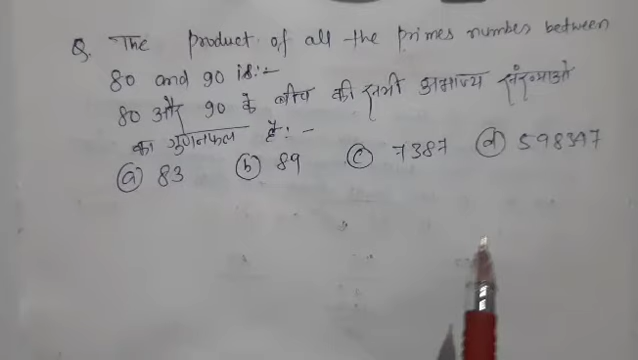 Q. The product of all the primes number between
80 and 90 is:-
80 और 90 के बीच की सभी अभाज्य संख्याओ
का गुणनफल है:-
(a) 83 (b) 89 (c) 7387 (d) 598347